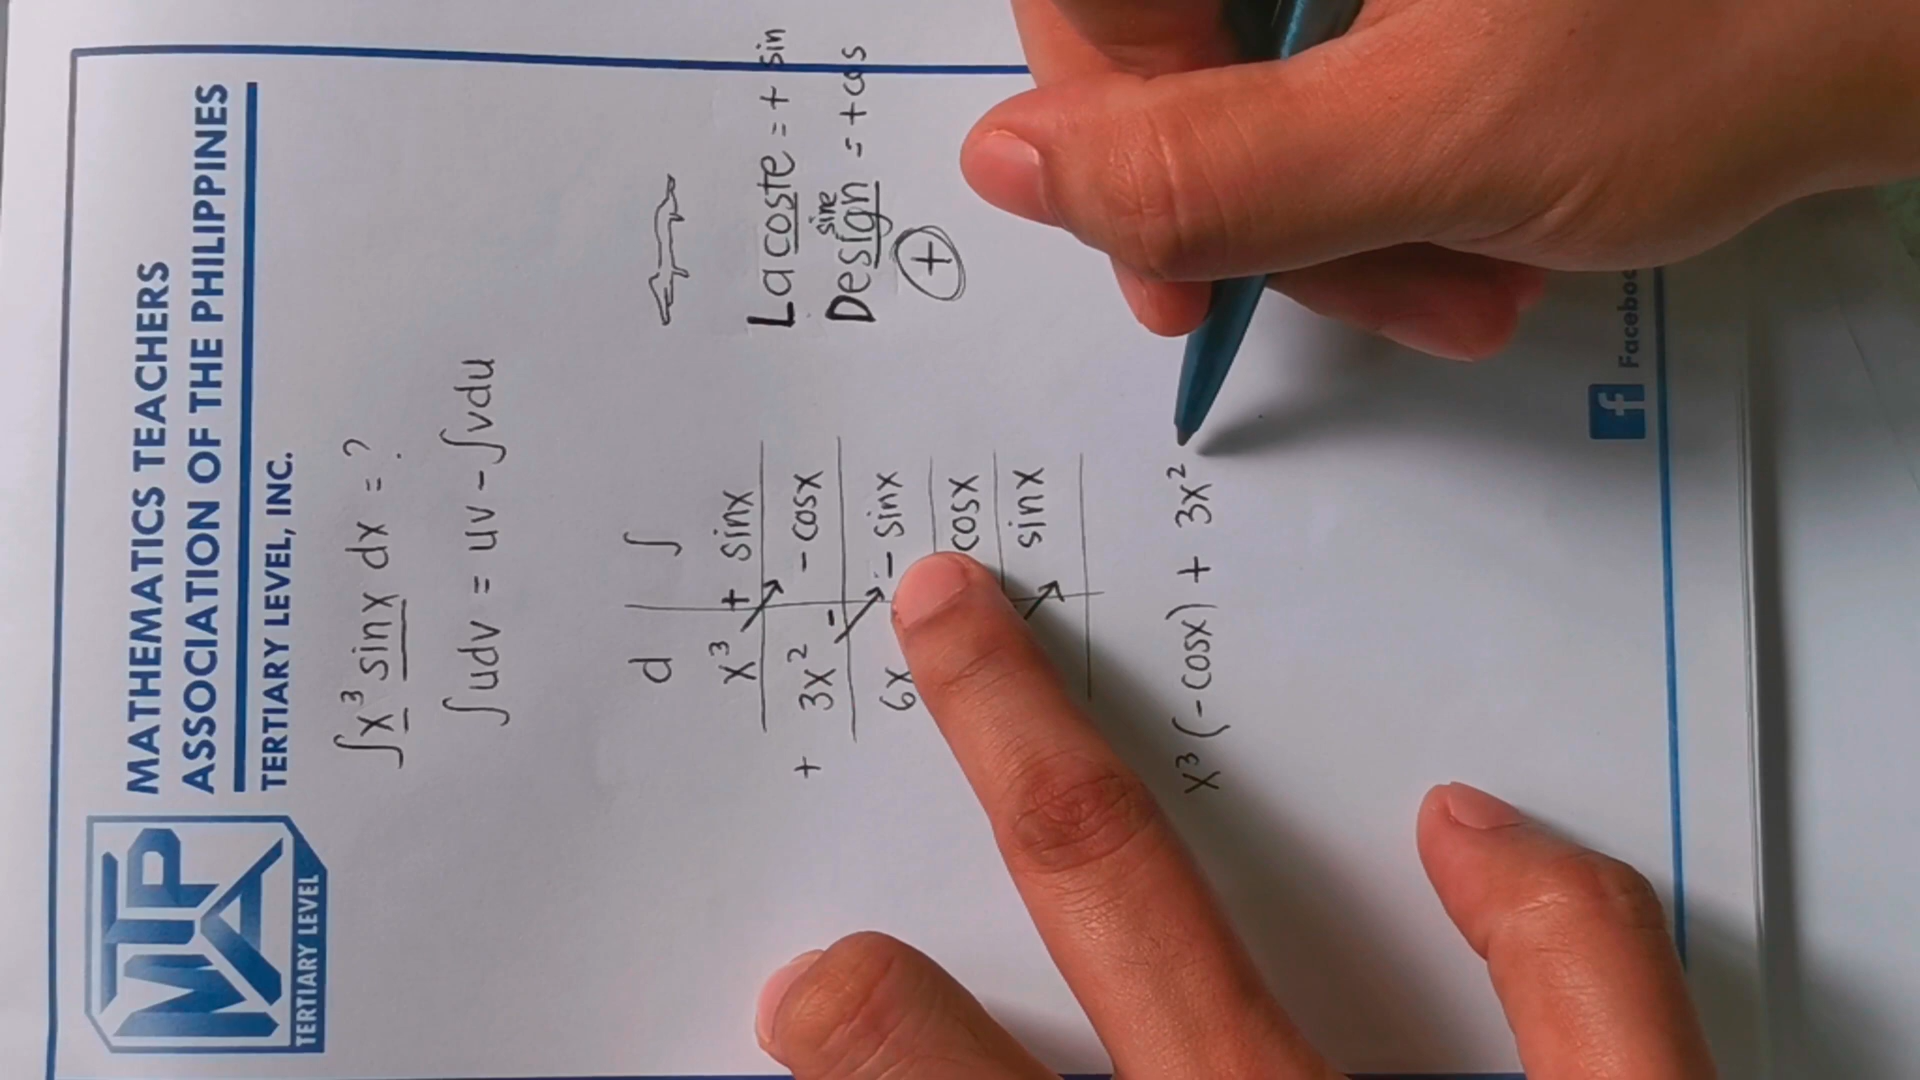 MATHEMATICS TEACHERS
ASSOCIATION OF THE PHILIPPINES
TERTIARY LEVEL, INC.
MTAP
TERTIARY LEVEL
∫x³ sinx dx = ?
∫udv = uv - ∫vdu
d ∫
x³ + sinx
+ 3x² - - cosx
6x - sinx
cosx
sinx
Lacoste = + sin
sine
Design = + cos
+
x³ (- cosx) + 3x²
f